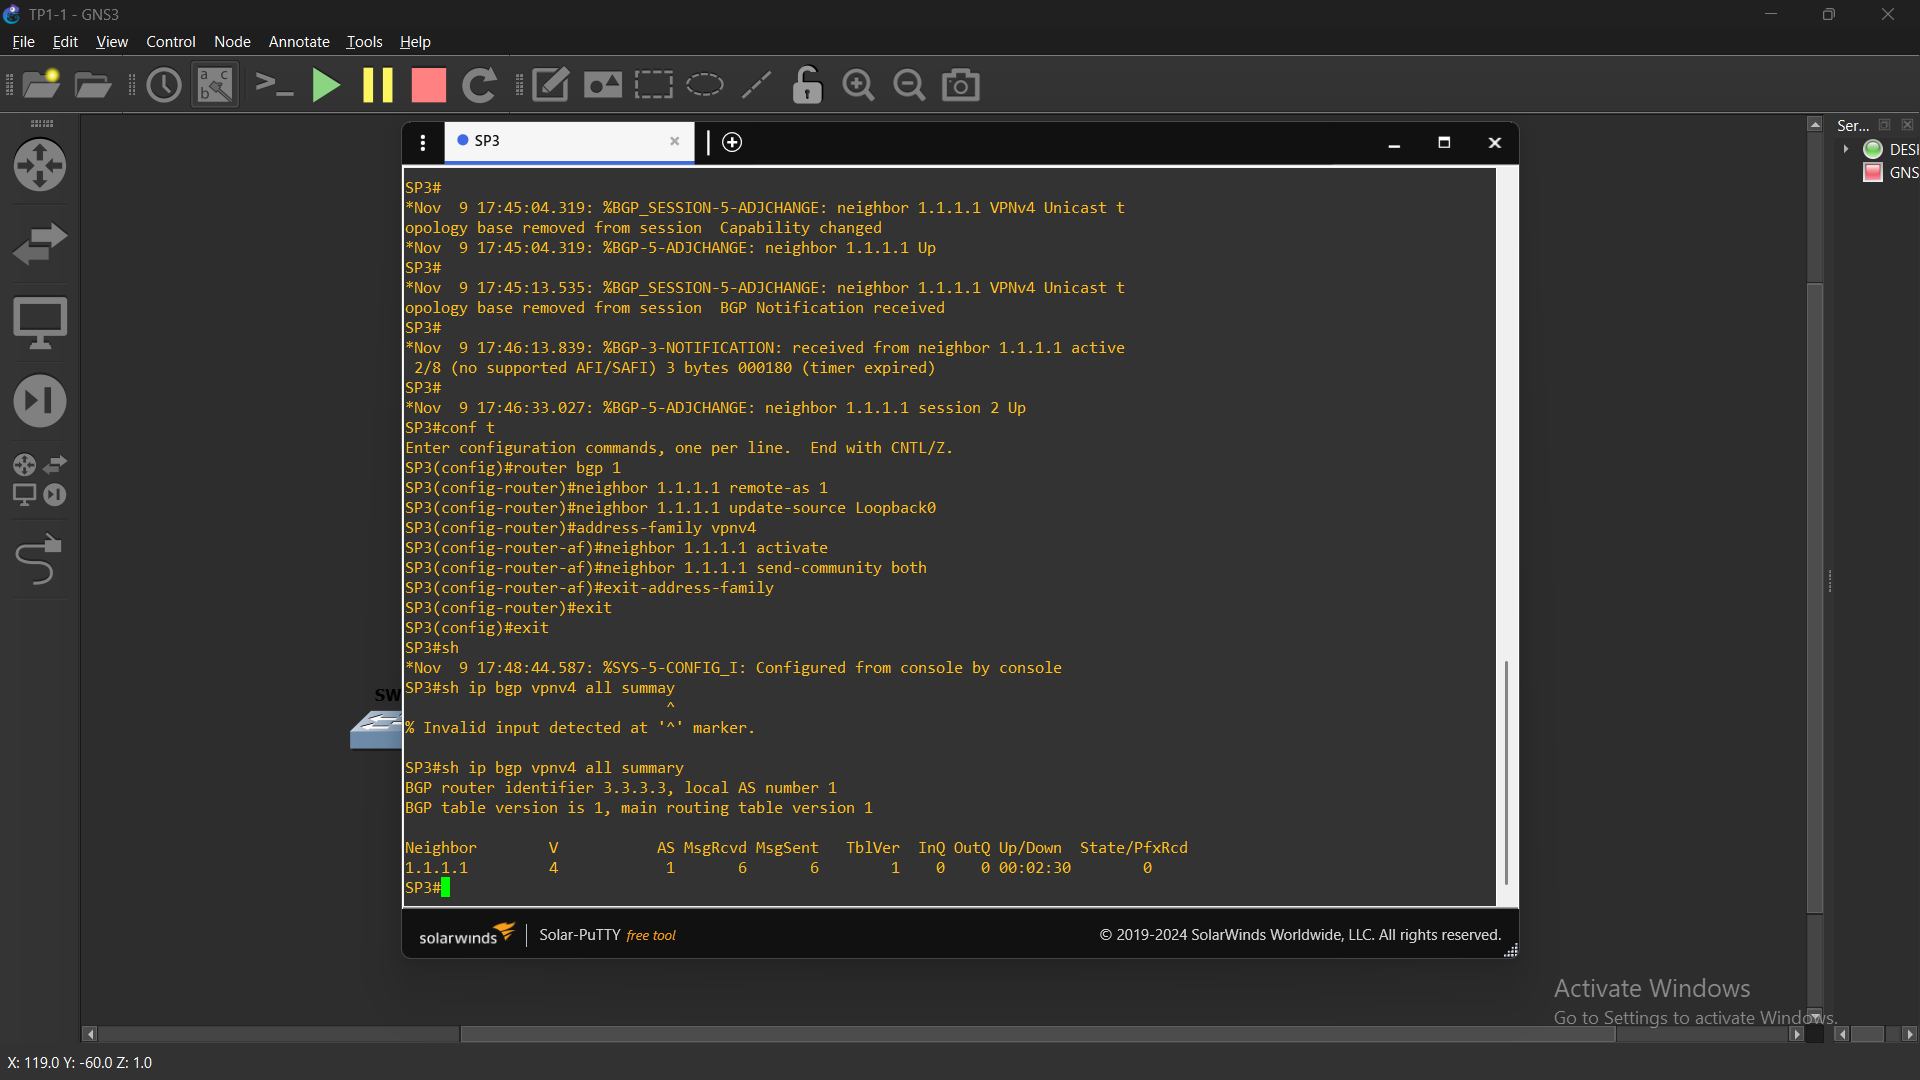 TP1-1 - GNS3
File Edit View Control Node Annotate Tools Help
Ser...
DESH
GNS
SP3
SW
SP3#
*Nov  9 17:45:04.319: %BGP_SESSION-5-ADJCHANGE: neighbor 1.1.1.1 VPNv4 Unicast t
opology base removed from session  Capability changed
*Nov  9 17:45:04.319: %BGP-5-ADJCHANGE: neighbor 1.1.1.1 Up
SP3#
*Nov  9 17:45:13.535: %BGP_SESSION-5-ADJCHANGE: neighbor 1.1.1.1 VPNv4 Unicast t
opology base removed from session  BGP Notification received
SP3#
*Nov  9 17:46:13.839: %BGP-3-NOTIFICATION: received from neighbor 1.1.1.1 active
 2/8 (no supported AFI/SAFI) 3 bytes 000180 (timer expired)
SP3#
*Nov  9 17:46:33.027: %BGP-5-ADJCHANGE: neighbor 1.1.1.1 session 2 Up
SP3#conf t
Enter configuration commands, one per line.  End with CNTL/Z.
SP3(config)#router bgp 1
SP3(config-router)#neighbor 1.1.1.1 remote-as 1
SP3(config-router)#neighbor 1.1.1.1 update-source Loopback0
SP3(config-router)#address-family vpnv4
SP3(config-router-af)#neighbor 1.1.1.1 activate
SP3(config-router-af)#neighbor 1.1.1.1 send-community both
SP3(config-router-af)#exit-address-family
SP3(config-router)#exit
SP3(config)#exit
SP3#sh
*Nov  9 17:48:44.587: %SYS-5-CONFIG_I: Configured from console by console
SP3#sh ip bgp vpnv4 all summay
^
% Invalid input detected at '^' marker.
SP3#sh ip bgp vpnv4 all summary
BGP router identifier 3.3.3.3, local AS number 1
BGP table version is 1, main routing table version 1
Neighbor        V           AS MsgRcvd MsgSent   TblVer  InQ OutQ Up/Down  State/PfxRcd
1.1.1.1         4            1       6       6        1    0    0 00:02:30        0
SP3#
solarwinds Solar-PuTTY free tool © 2019-2024 SolarWinds Worldwide, LLC. All rights reserved.
Activate Windows
Go to Settings to activate Windows.
X: 119.0 Y: -60.0 Z: 1.0